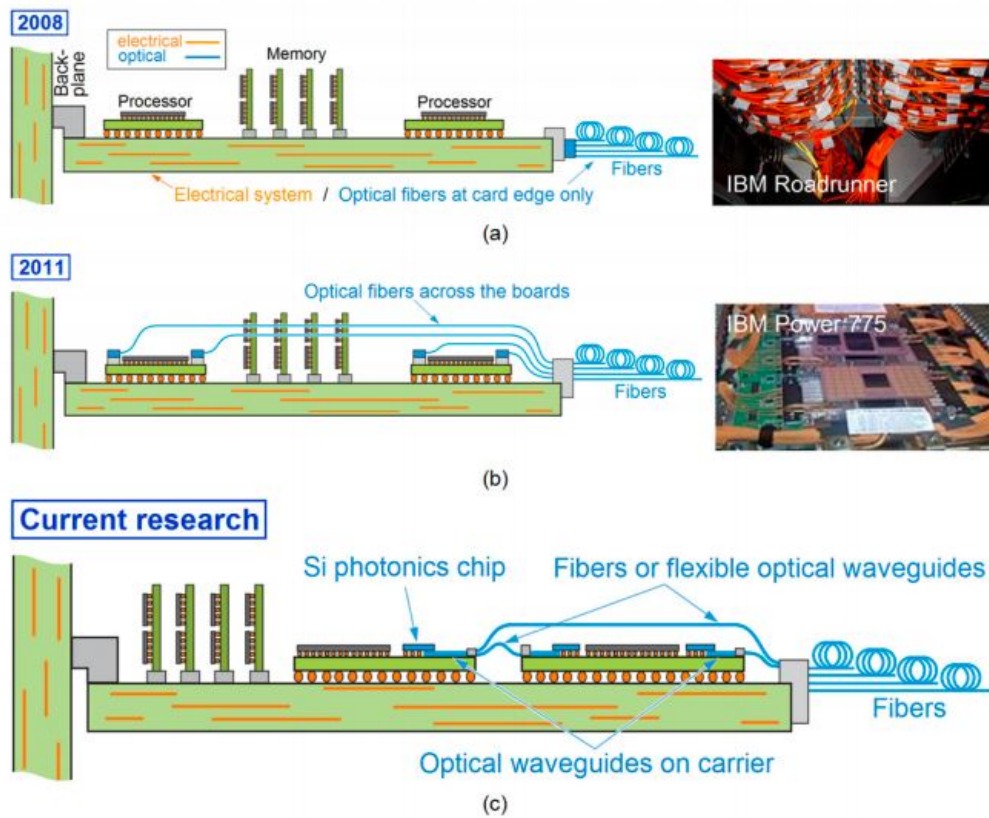 2008
electrical
optical
Back-
plane
Memory
Processor
Processor
Fibers
Electrical system / Optical fibers at card edge only
IBM Roadrunner
(a)
2011
Optical fibers across the boards
Fibers
IBM Power 775
(b)
Current research
Si photonics chip
Fibers or flexible optical waveguides
Fibers
Optical waveguides on carrier
(c)